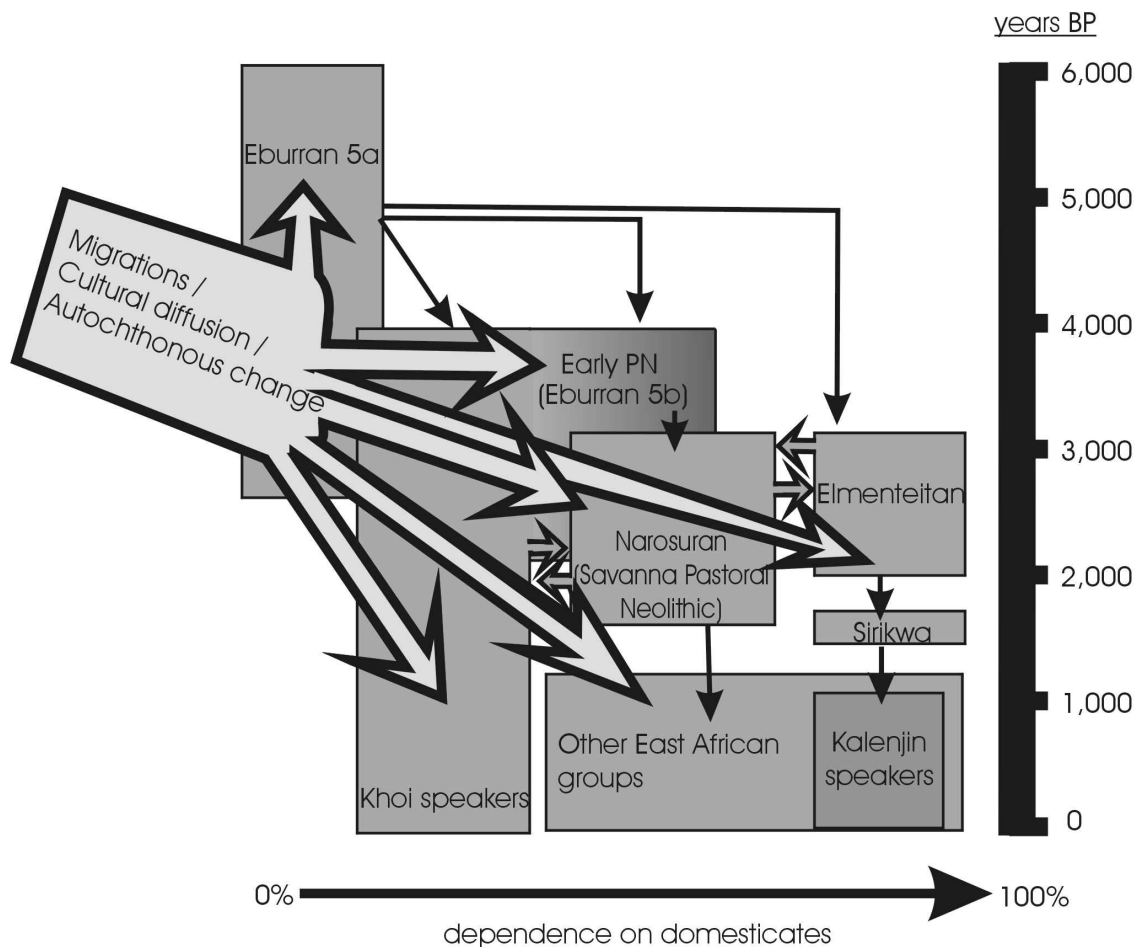 years BP
6,000
Eburran 5a
5,000
Migrations /
Cultural diffusion /
Autochthonous change
4,000
Early PN
(Eburran 5b)
3,000
Elmenteitan
Narosuran
(Savanna Pastoral
Neolithic)
2,000
Sirikwa
1,000
Other East African
groups
Kalenjin
speakers
Khoi speakers
0
0%
100%
dependence on domesticates